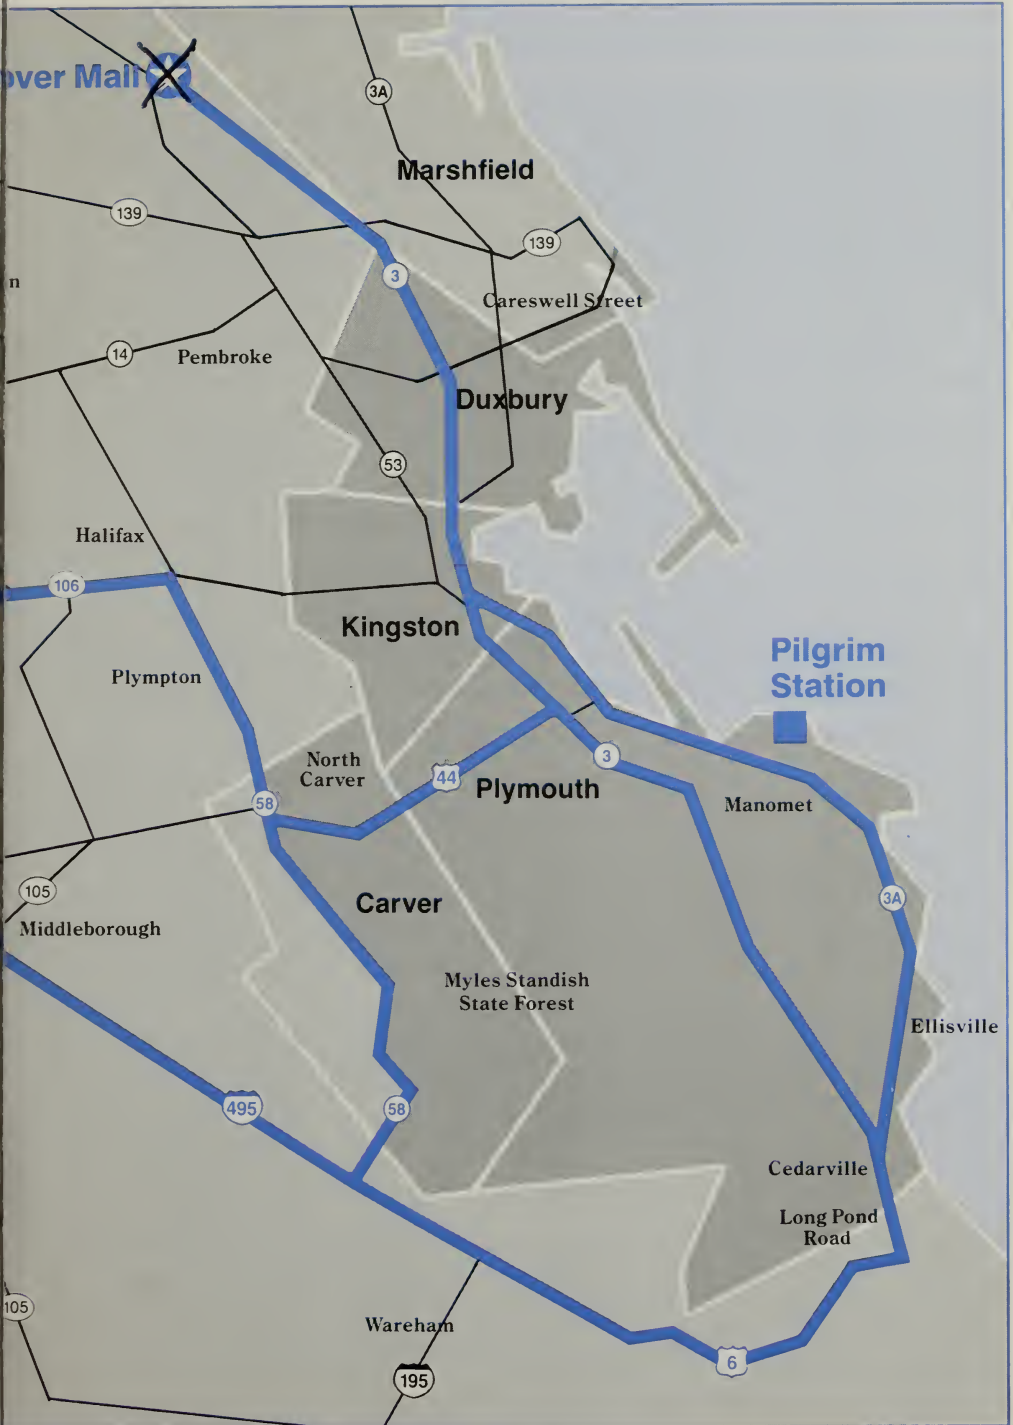 over Mall
3A
Marshfield
139
139
3
n
Careswell Street
14
Pembroke
Duxbury
53
Halifax
106
Kingston
Pilgrim
Station
Plympton
North
Carver
44
3
Plymouth
58
Manomet
105
3A
Carver
Middleborough
Myles Standish
State Forest
Ellisville
495
58
Cedarville
Long Pond
Road
105
Wareham
6
195